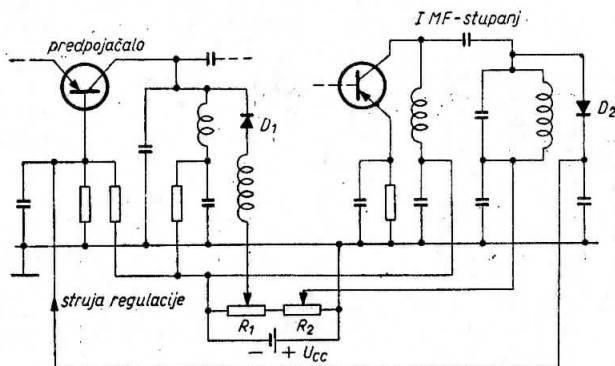 I MF-stupanj
predpojačalo
D1
D2
struja regulacije
R1 R2
− + Ucc